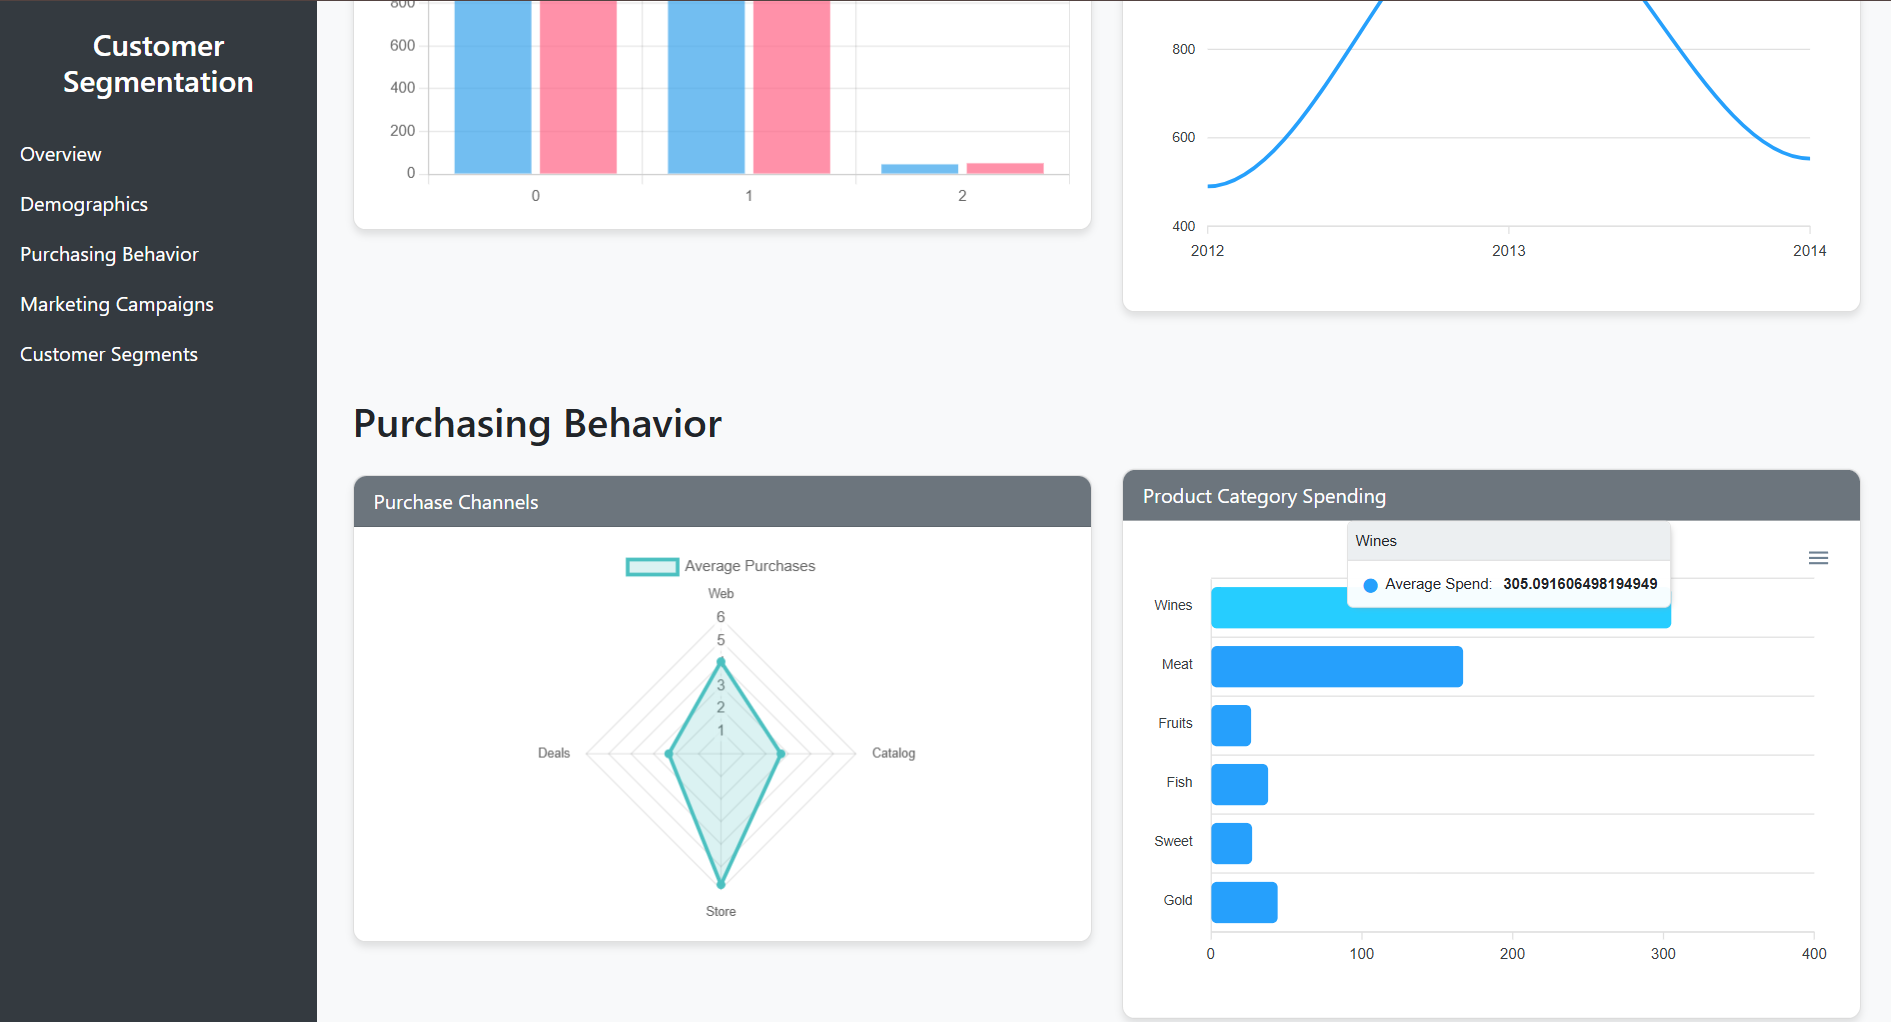 Customer
Segmentation
Overview
Demographics
Purchasing Behavior
Marketing Campaigns
Customer Segments
800
600
400
200
0
0 1 2
800
600
400
2012 2013 2014
Purchasing Behavior
Purchase Channels
Average Purchases
Web
6
5
3
2
1
Deals
Catalog
Store
Product Category Spending
Wines
Average Spend: 305.091606498194949
Wines
Meat
Fruits
Fish
Sweet
Gold
0 100 200 300 400